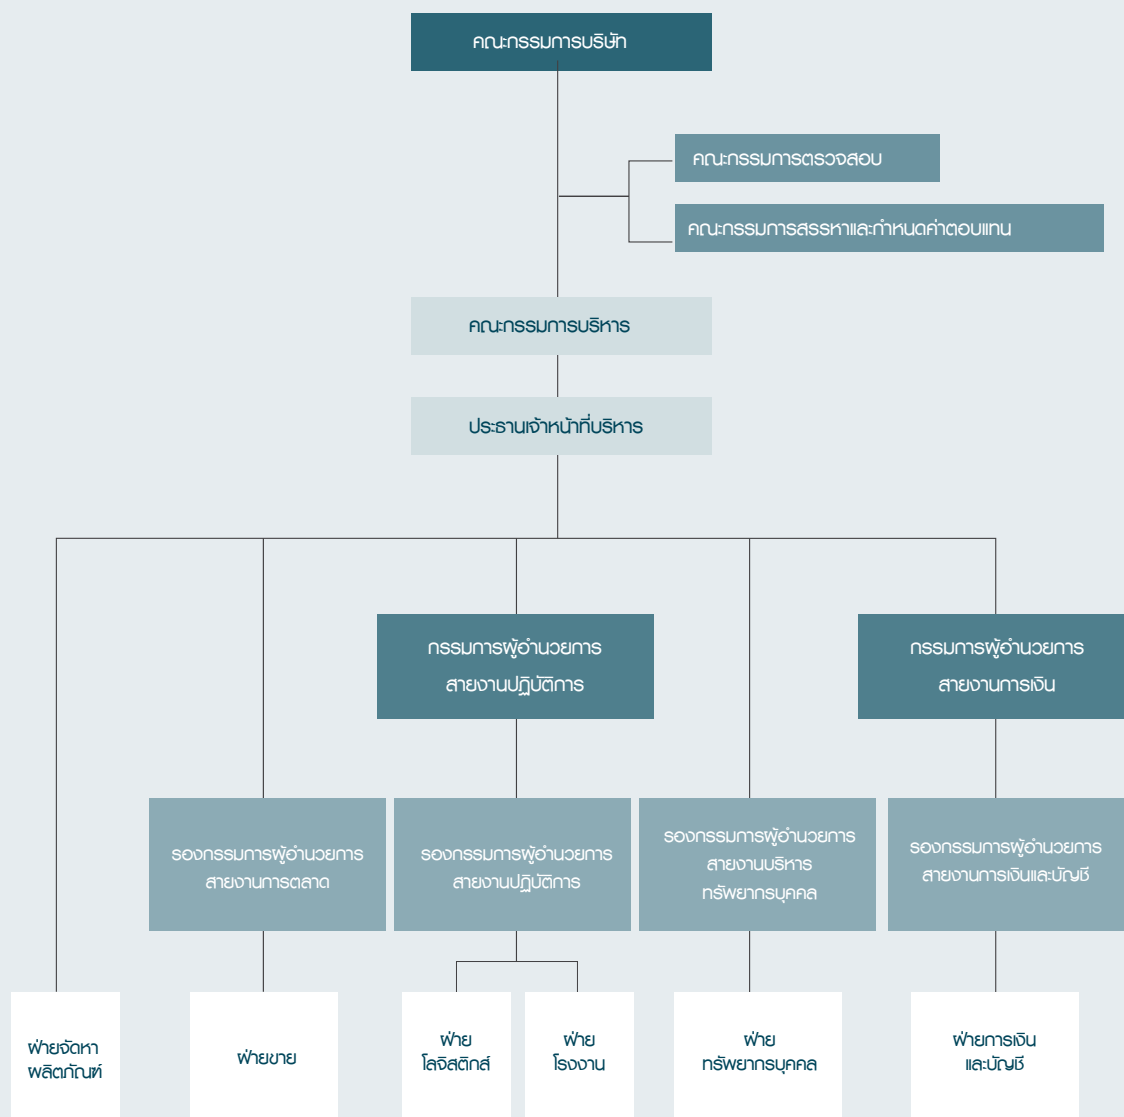 คณะกรรมการบริษัท
คณะกรรมการตรวจสอบ
คณะกรรมการสรรหาและกำหนดค่าตอบแทน
คณะกรรมการบริหาร
ประธานเจ้าหน้าที่บริหาร
กรรมการผู้อำนวยการ
สายงานปฏิบัติการ
กรรมการผู้อำนวยการ
สายงานการเงิน
รองกรรมการผู้อำนวยการ
สายงานการตลาด
รองกรรมการผู้อำนวยการ
สายงานปฏิบัติการ
รองกรรมการผู้อำนวยการ
สายงานบริหาร
ทรัพยากรบุคคล
รองกรรมการผู้อำนวยการ
สายงานการเงินและบัญชี
ฝ่ายจัดหา
ผลิตภัณฑ์
ฝ่ายขาย
ฝ่าย
โลจิสติกส์
ฝ่าย
โรงงาน
ฝ่าย
ทรัพยากรบุคคล
ฝ่ายการเงิน
และบัญชี